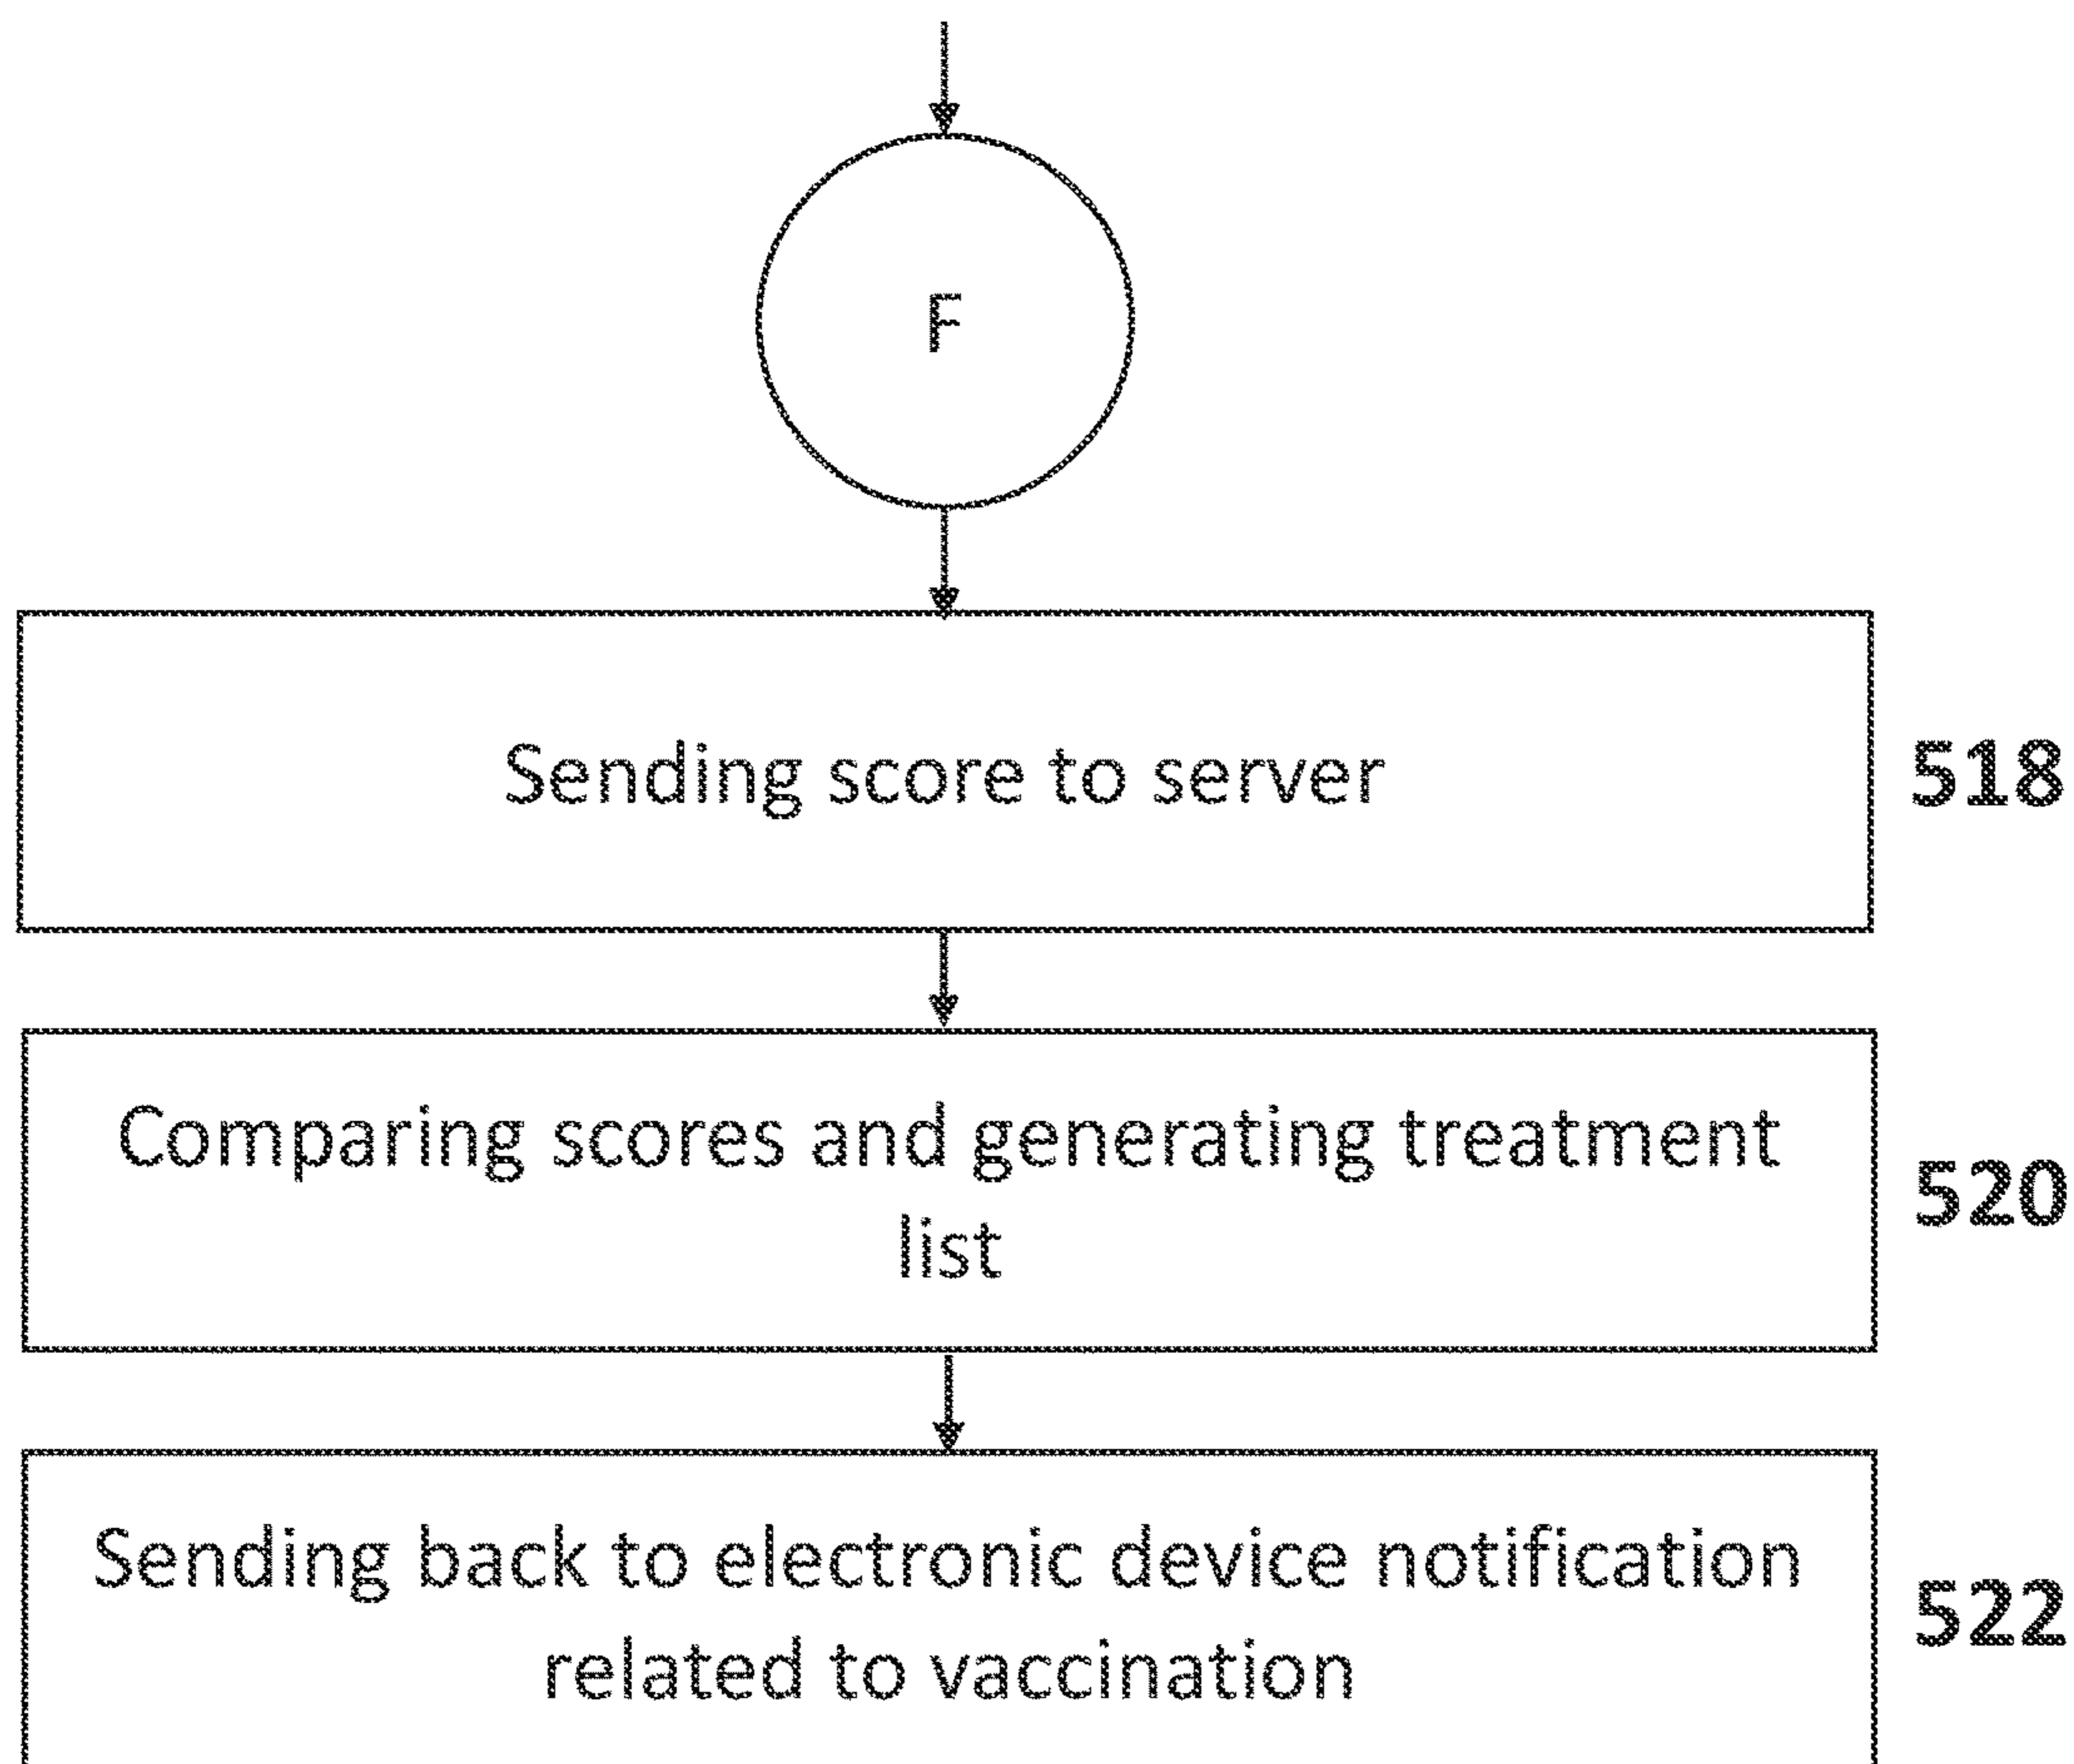 F
Sending score to server
518
Comparing scores and generating treatment
list
520
Sending back to electronic device notification
related to vaccination
522